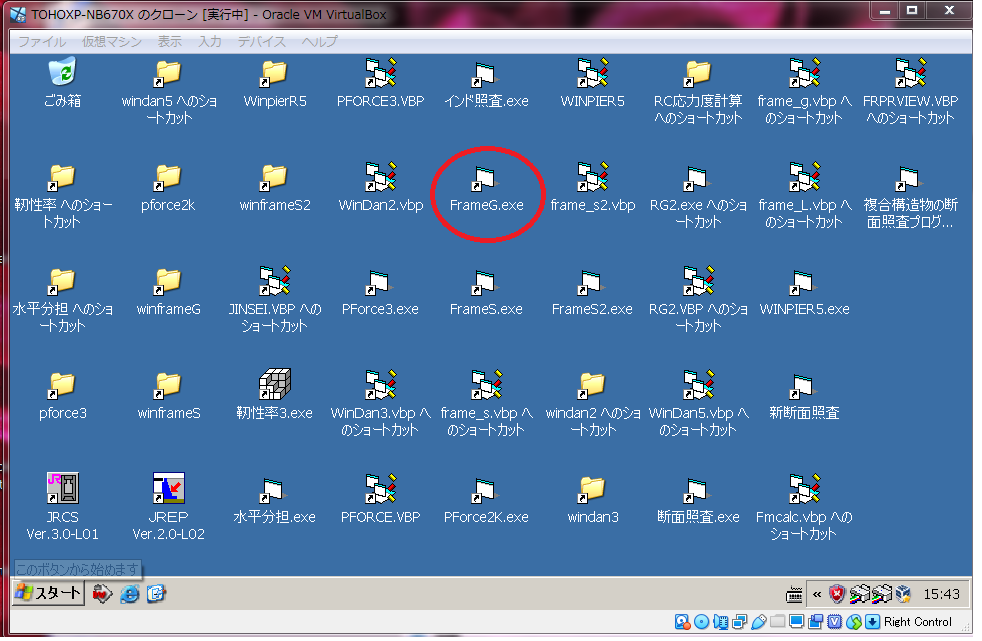 TOHOXP-NB670X のクローン [実行中] - Oracle VM VirtualBox
ファイル 仮想マシン 表示 入力 デバイス ヘルプ
ごみ箱
windan5 へのショ
ートカット
WinpierR5
PFORCE3.VBP
インド照査.exe
WINPIER5
RC応力度計算
へのショートカット
frame_g.vbp へ
のショートカット
FRPRVIEW.VBP
へのショートカット
靭性率 へのショー
トカット
pforce2k
winframeS2
WinDan2.vbp
FrameG.exe
frame_s2.vbp
RG2.exe へのショ
ートカット
frame_L.vbp へ
のショートカット
複合構造物の断
面照査プログ...
水平分担 へのショ
ートカット
winframeG
JINSEI.VBP への
ショートカット
PForce3.exe
FrameS.exe
FrameS2.exe
RG2.VBP へのショ
ートカット
WINPIER5.exe
pforce3
winframeS
靭性率3.exe
WinDan3.vbp へ
のショートカット
frame_s.vbp へ
のショートカット
windan2 へのショ
ートカット
WinDan5.vbp へ
のショートカット
新断面照査
JRCS
Ver.3.0-L01
JREP
Ver.2.0-L02
水平分担.exe
PFORCE.VBP
PForce2K.exe
windan3
断面照査.exe
Fmcalc.vbp への
ショートカット
このボタンから始めます
スタート
15:43
Right Control